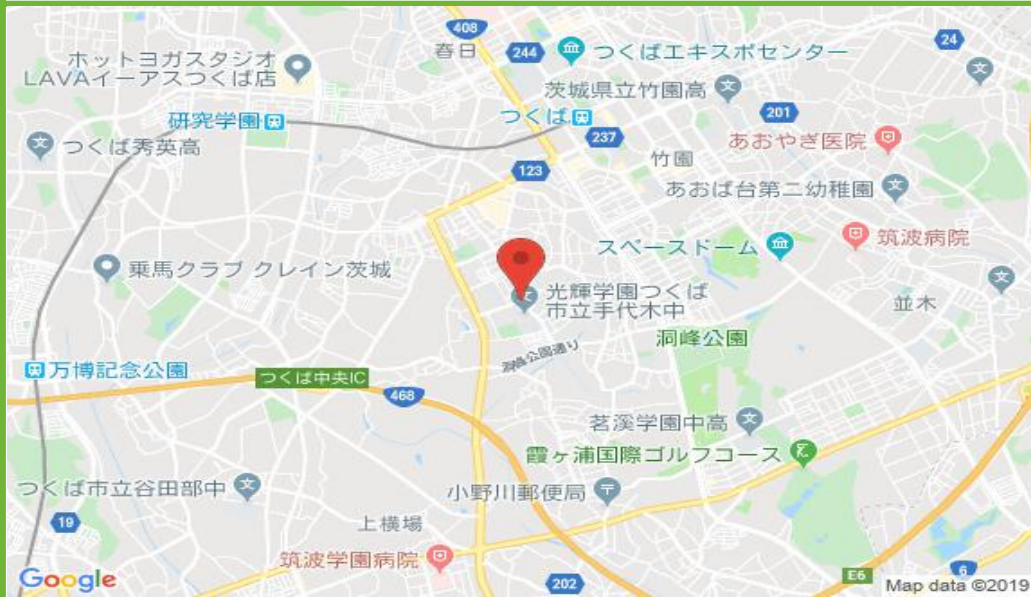 408
春日
244
つくばエキスポセンター
24
ホットヨガスタジオ
LAVAイーアスつくば店
茨城県立竹園高
201
研究学園
つくば
237
つくば秀英高
あおやぎ医院
竹園
123
あおば台第二幼稚園
スペースドーム
筑波病院
乗馬クラブ クレイン茨城
光輝学園つくば
市立手代木中
並木
洞峰公園
洞峰公園通り
万博記念公園
つくば中央IC
468
茗溪学園中高
霞ヶ浦国際ゴルフコース
つくば市立谷田部中
小野川郵便局
19
上横場
筑波学園病院
202
E6
6
Google
Map data ©2019